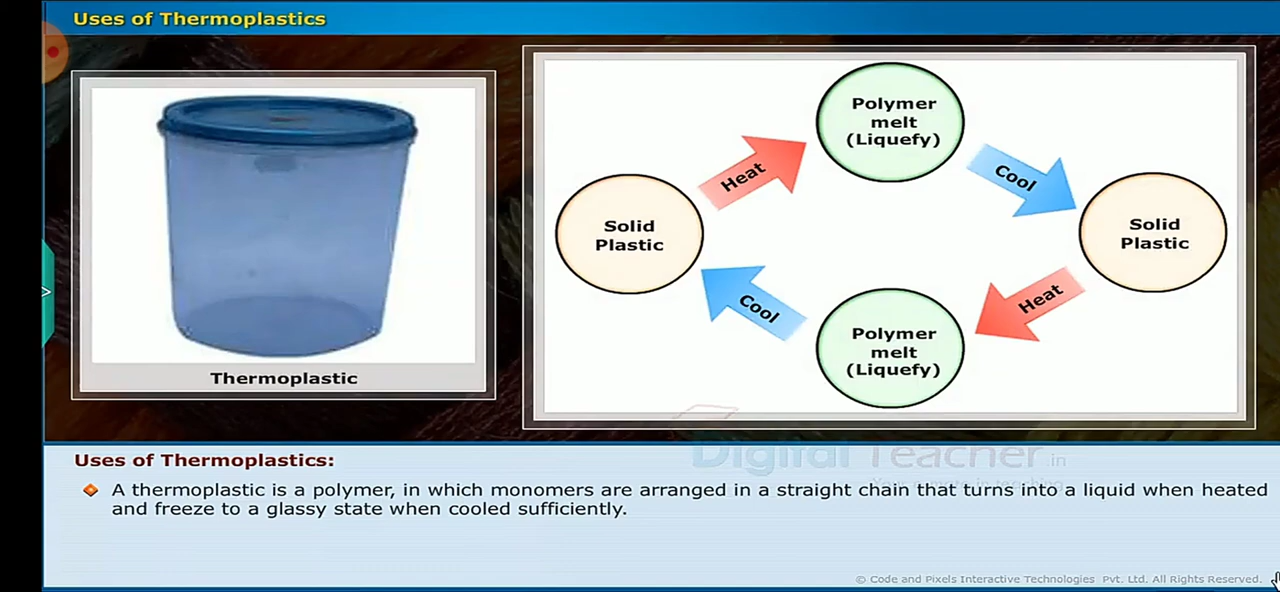 Uses of Thermoplastics
Polymer
melt
(Liquefy)
Heat
Cool
Solid
Plastic
Solid
Plastic
Cool
Heat
Polymer
melt
(Liquefy)
Thermoplastic
Digital Teacher.in
Uses of Thermoplastics:
A thermoplastic is a polymer, in which monomers are arranged in a straight chain that turns into a liquid when heated
and freeze to a glassy state when cooled sufficiently.
© Code and Pixels Interactive Technologies Pvt. Ltd. All Rights Reserved.